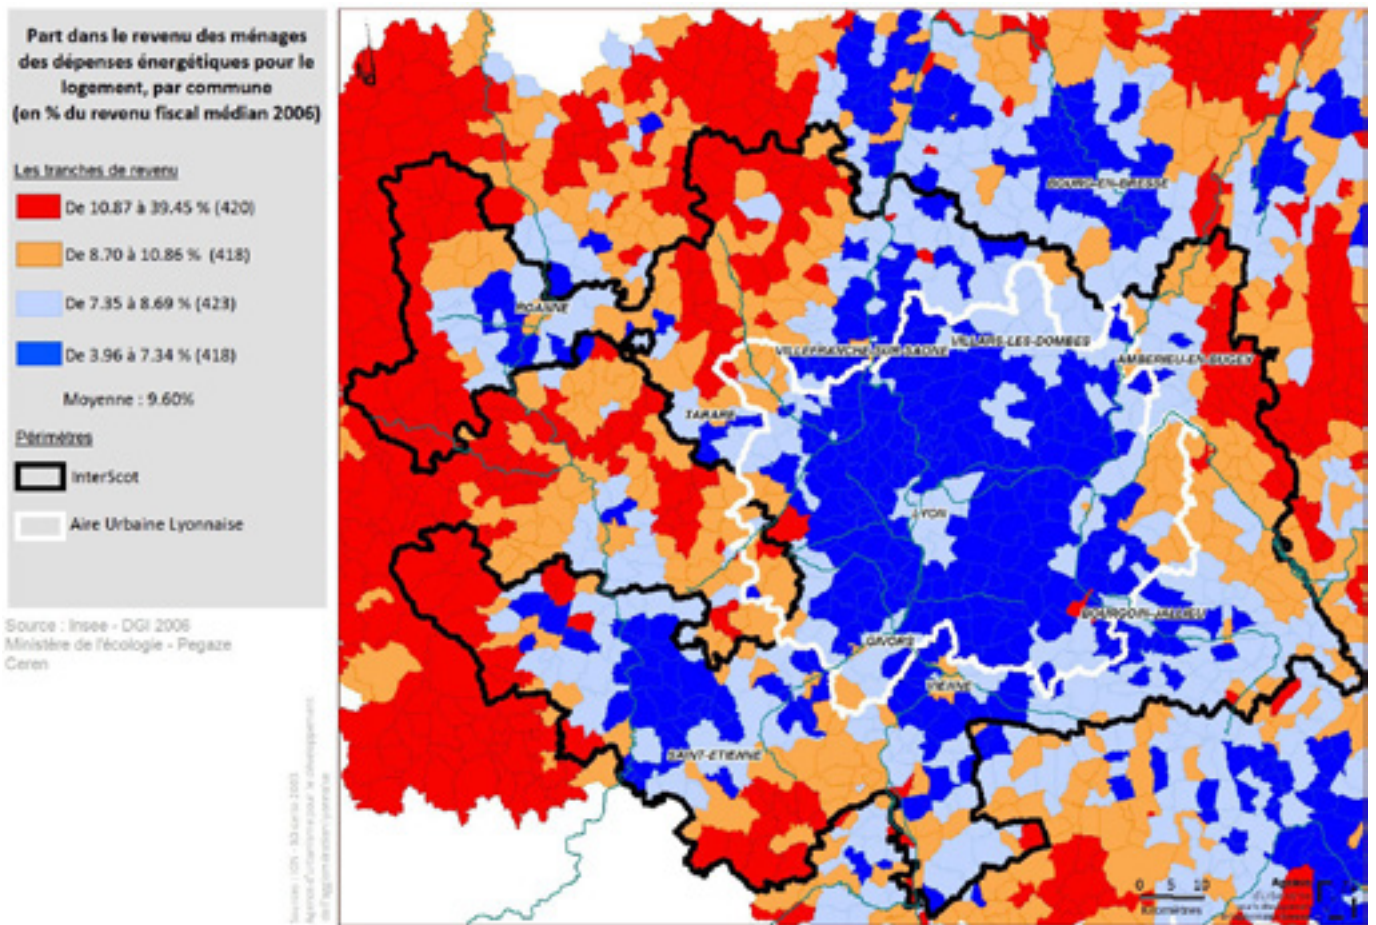 Part dans le revenu des ménages
des dépenses énergétiques pour le
logement, par commune
(en % du revenu fiscal médian 2006)
Les tranches de revenu
De 10.87 à 39.45 % (420)
De 8.70 à 10.86 % (418)
De 7.35 à 8.69 % (423)
De 3.96 à 7.34 % (418)
Moyenne : 9.60%
Périmètres
InterScot
Aire Urbaine Lyonnaise
Source : Insee - DGI 2006
Ministère de l'écologie - Pegaze
Ceren
BOURG-EN-BRESSE
ROANNE
VILLEFRANCHE-SUR-SAONE
VILLARS-LES-DOMBES
AMBERIEU-EN-BUGEY
TARARE
LYON
BOURGOIN-JALLIEU
GIVORS
VIENNE
SAINT-ETIENNE
0 5 10
Kilomètres